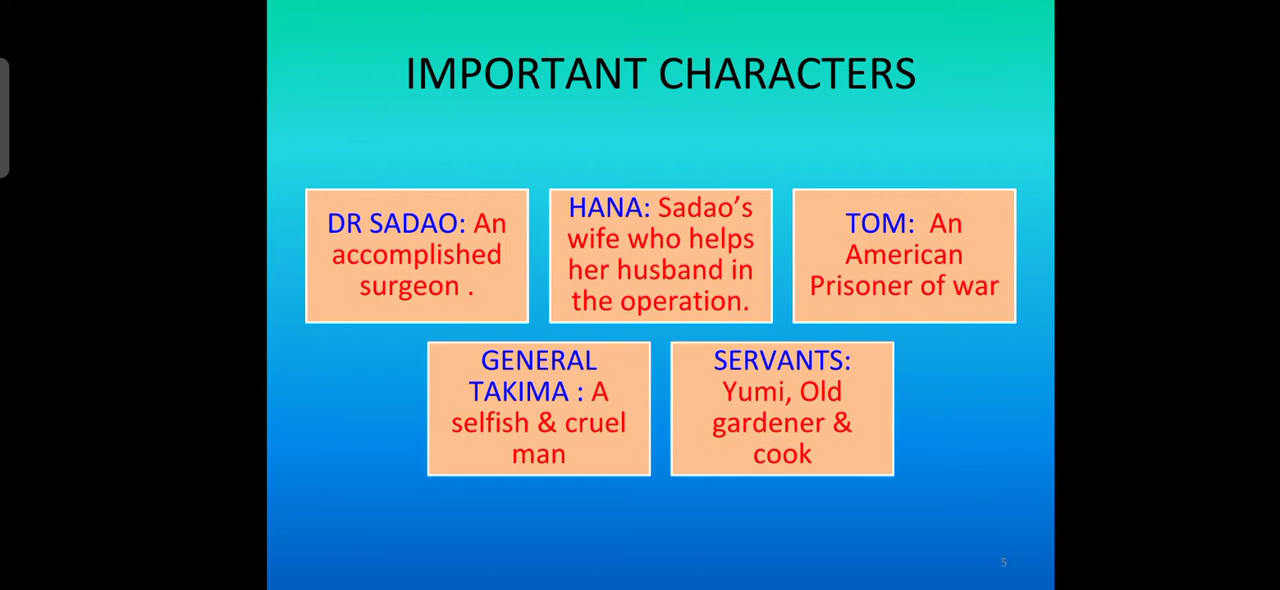 IMPORTANT CHARACTERS
DR SADAO: An
accomplished
surgeon .
HANA: Sadao’s
wife who helps
her husband in
the operation.
TOM:  An
American
Prisoner of war
GENERAL
TAKIMA : A
selfish & cruel
man
SERVANTS:
Yumi, Old
gardener &
cook
5